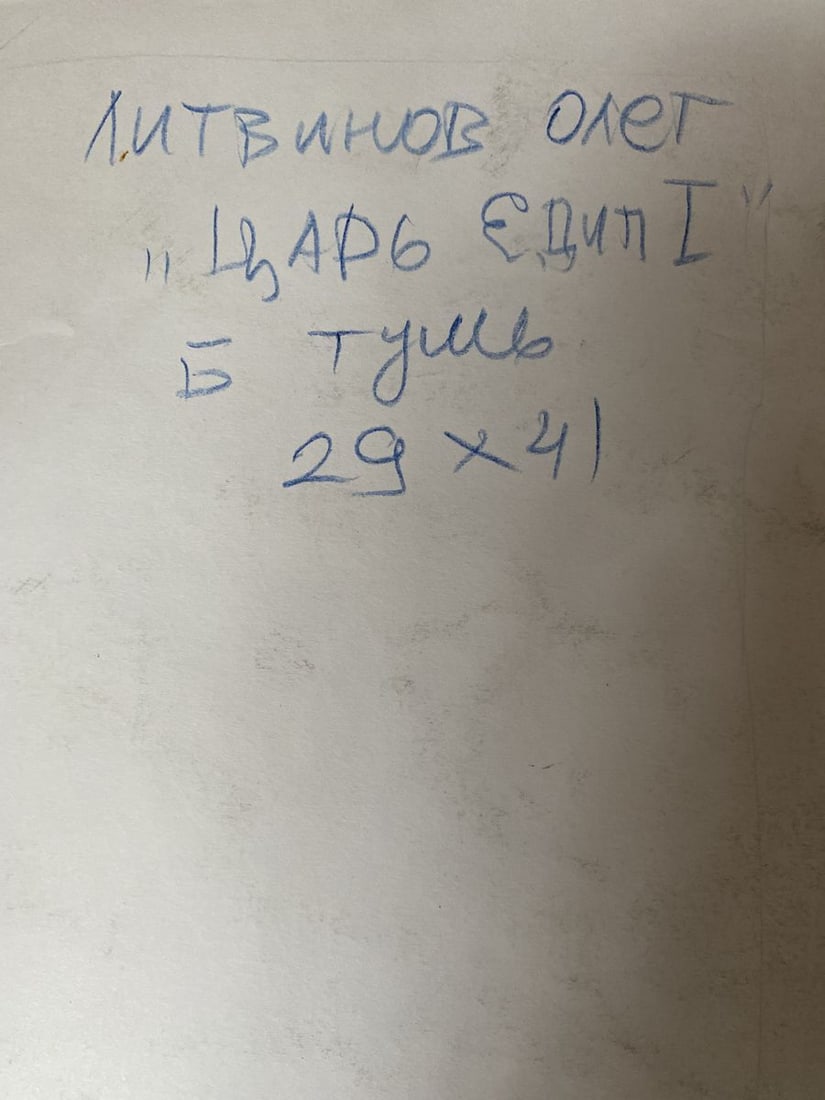 Литвинов Олег
„Царь Едип I"
Б тушь
29 x 41